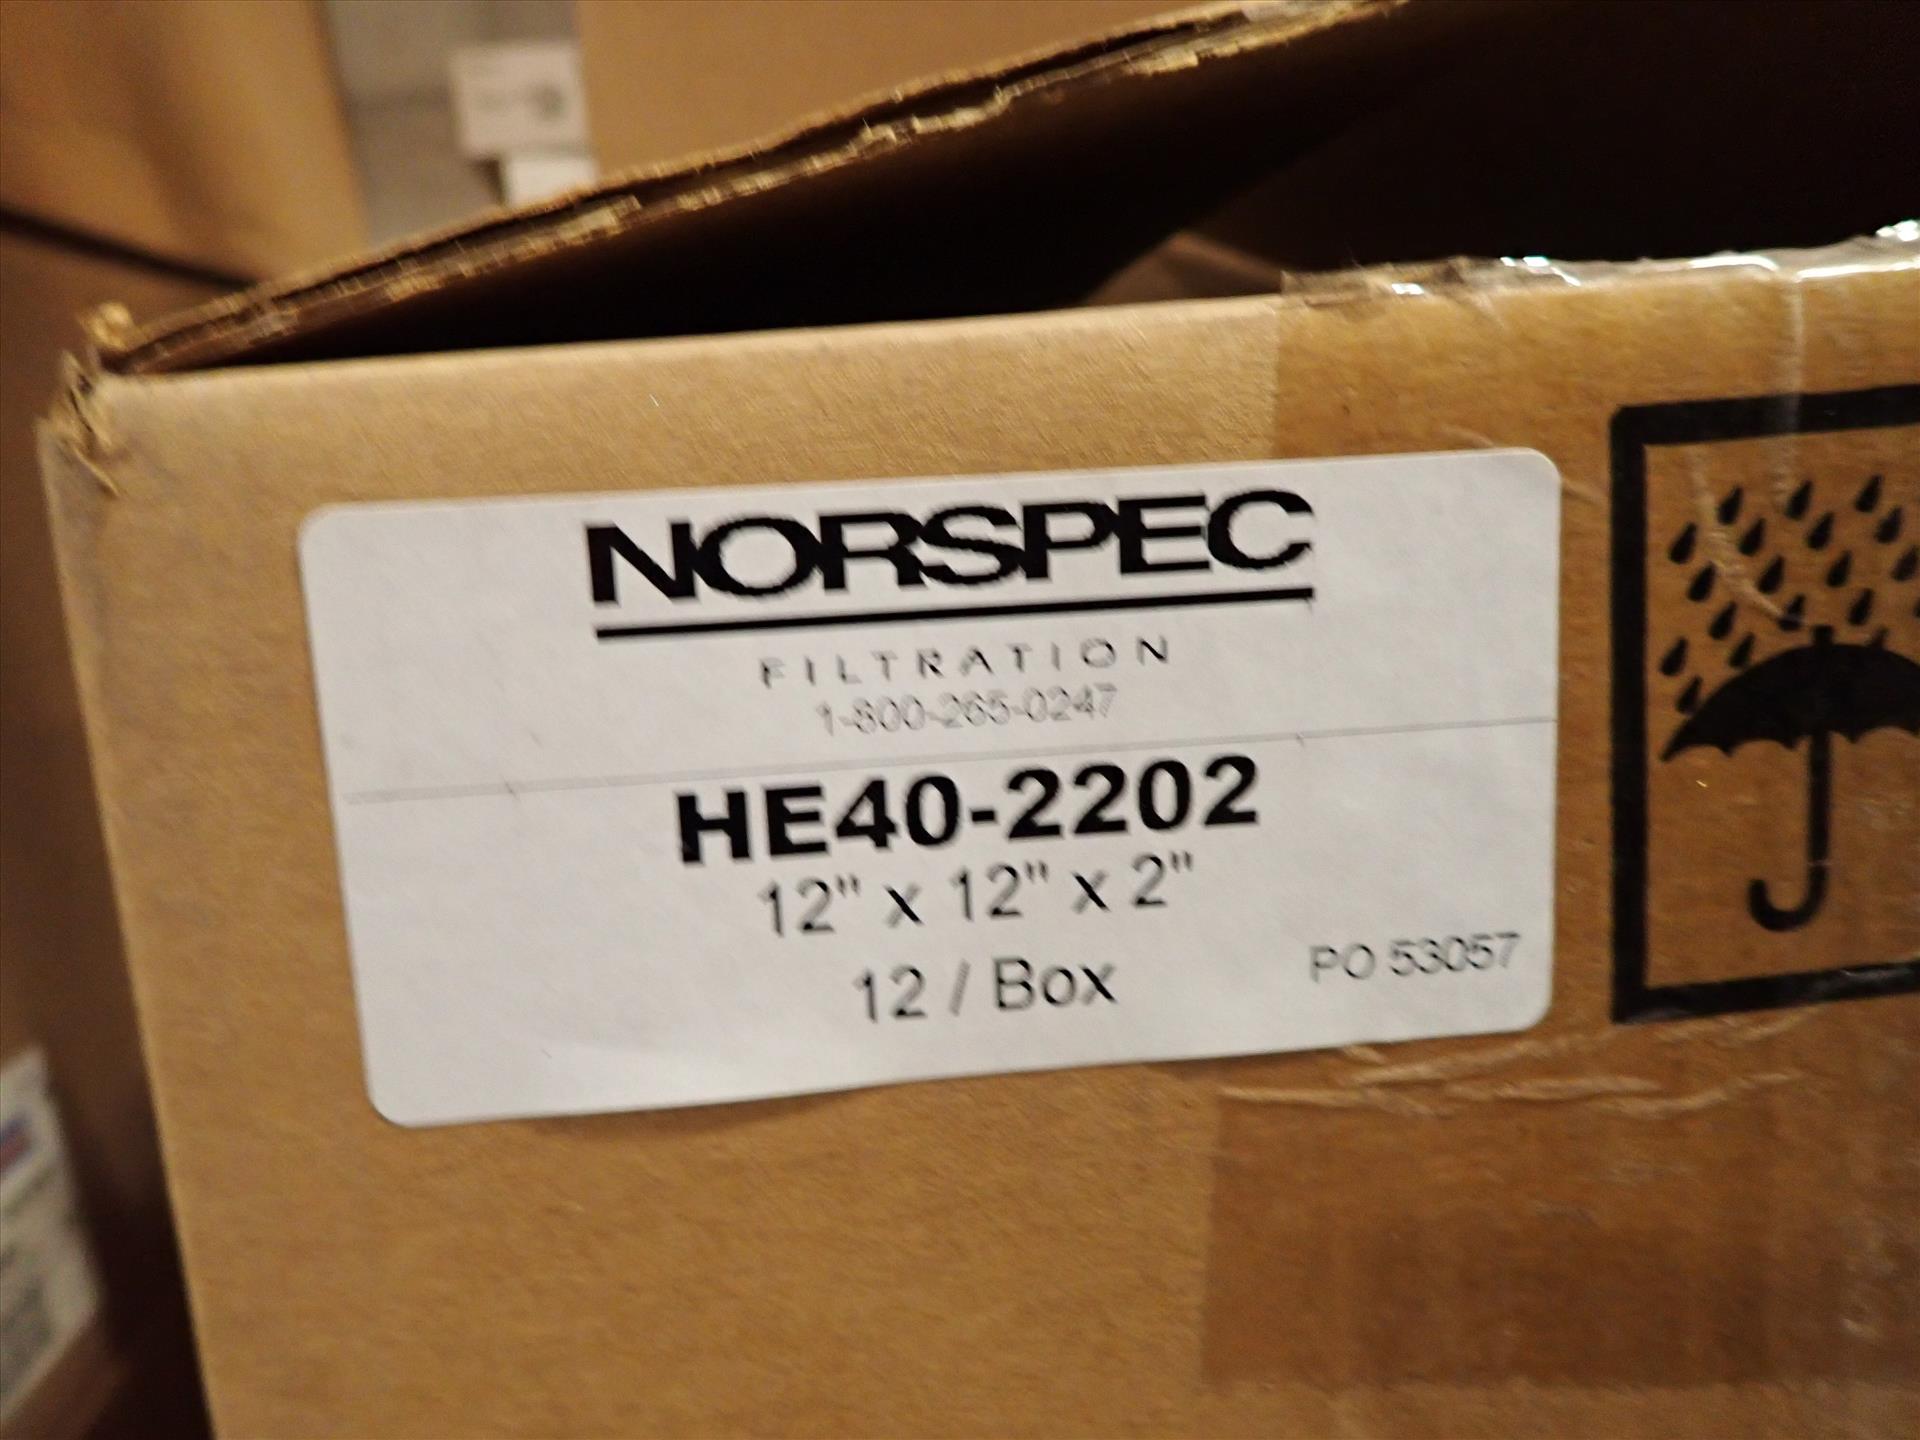 NORSPEC
FILTRATION
1-800-265-0247
HE40-2202
12" x 12" x 2"
12 / Box
PO 53057